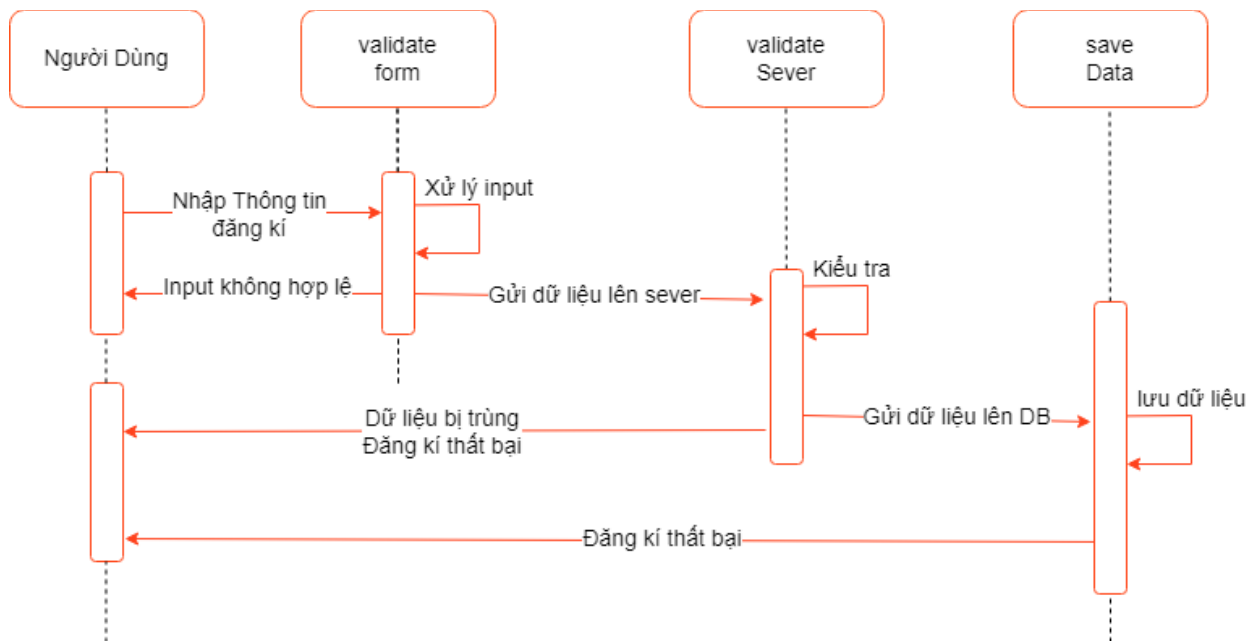 Người Dùng
validate
form
validate
Sever
save
Data
Xử lý input
Nhập Thông tin
đăng kí
Kiểu tra
Input không hợp lệ
Gửi dữ liệu lên sever
lưu dữ liệu
Dữ liệu bị trùng
Đăng kí thất bại
Gửi dữ liệu lên DB
Đăng kí thất bại